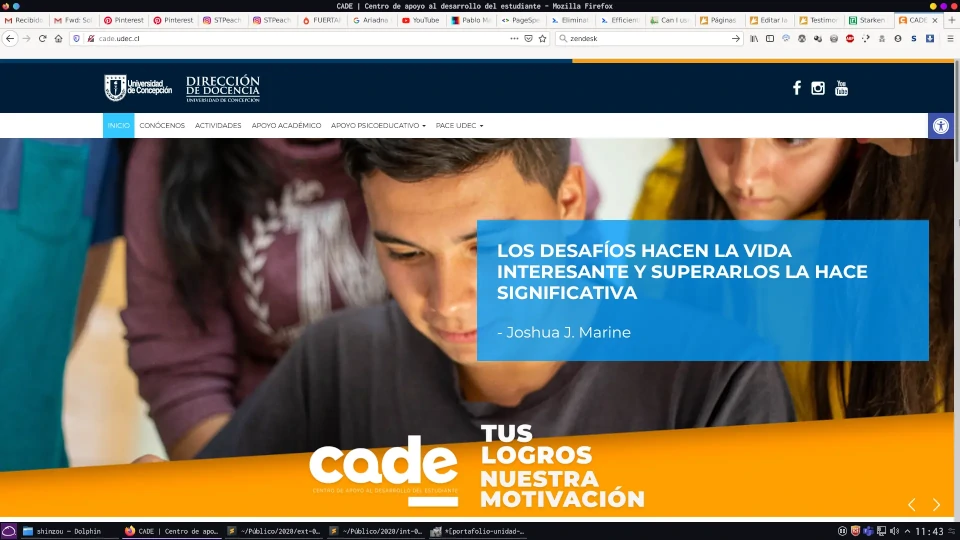 CADE | Centro de apoyo al desarrollo del estudiante - Mozilla Firefox
Recibido
Fwd: Sol
Pinterest
Pinterest
STPeach
STPeach
FUERTA
Ariadna
YouTube
Pablo Ma
<> PageSpe
Eliminar
Eficien
Can I us
Páginas
Editar la
Testimo
Starken
CADE
cade.udec.cl
zendesk
Universidad
de Concepción
DIRECCIÓN
DE DOCENCIA
UNIVERSIDAD DE CONCEPCIÓN
You
Tube
INICIO
CONÓCENOS
ACTIVIDADES
APOYO ACADÉMICO
APOYO PSICOEDUCATIVO
PACE UDEC
LOS DESAFÍOS HACEN LA VIDA
INTERESANTE Y SUPERARLOS LA HACE
SIGNIFICATIVA
- Joshua J. Marine
cade
CENTRO DE APOYO AL DESARROLLO DEL ESTUDIANTE
TUS
LOGROS
NUESTRA
MOTIVACIÓN
shinzou — Dolphin
CADE | Centro de apo...
~/Público/2020/ext-0...
~/Público/2020/int-0...
*[portafolio-unidad-...
11:43